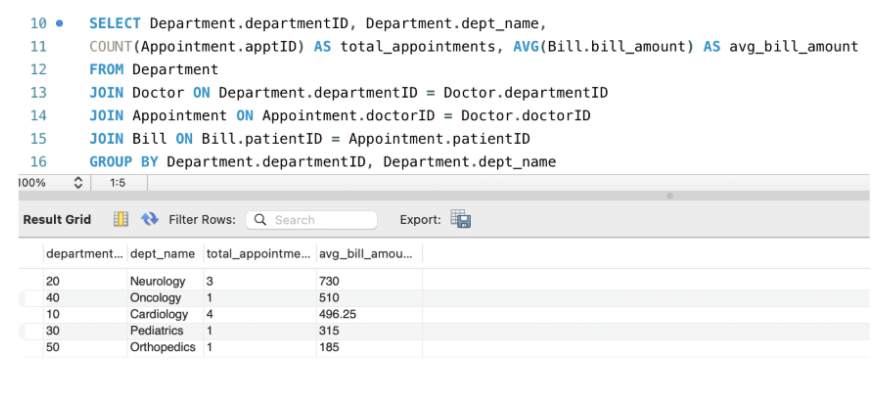 10 SELECT Department.departmentID, Department.dept_name,
11 COUNT(Appointment.apptID) AS total_appointments, AVG(Bill.bill_amount) AS avg_bill_amount
12 FROM Department
13 JOIN Doctor ON Department.departmentID = Doctor.departmentID
14 JOIN Appointment ON Appointment.doctorID = Doctor.doctorID
15 JOIN Bill ON Bill.patientID = Appointment.patientID
16 GROUP BY Department.departmentID, Department.dept_name
100% 1:5
Result Grid Filter Rows: Search Export:
department... dept_name total_appointme... avg_bill_amou...
20 Neurology 3 730
40 Oncology 1 510
10 Cardiology 4 496.25
30 Pediatrics 1 315
50 Orthopedics 1 185